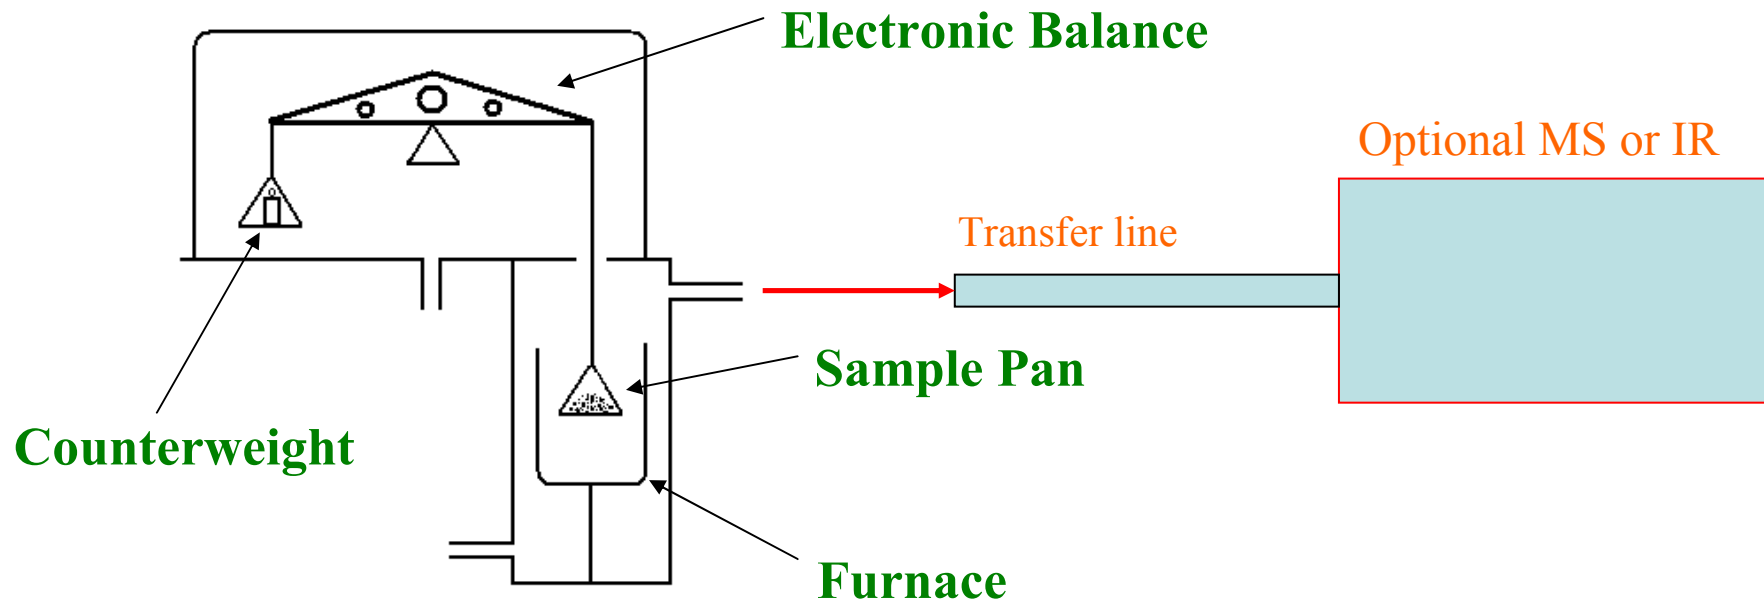 Electronic Balance
Optional MS or IR
Transfer line
Sample Pan
Counterweight
Furnace